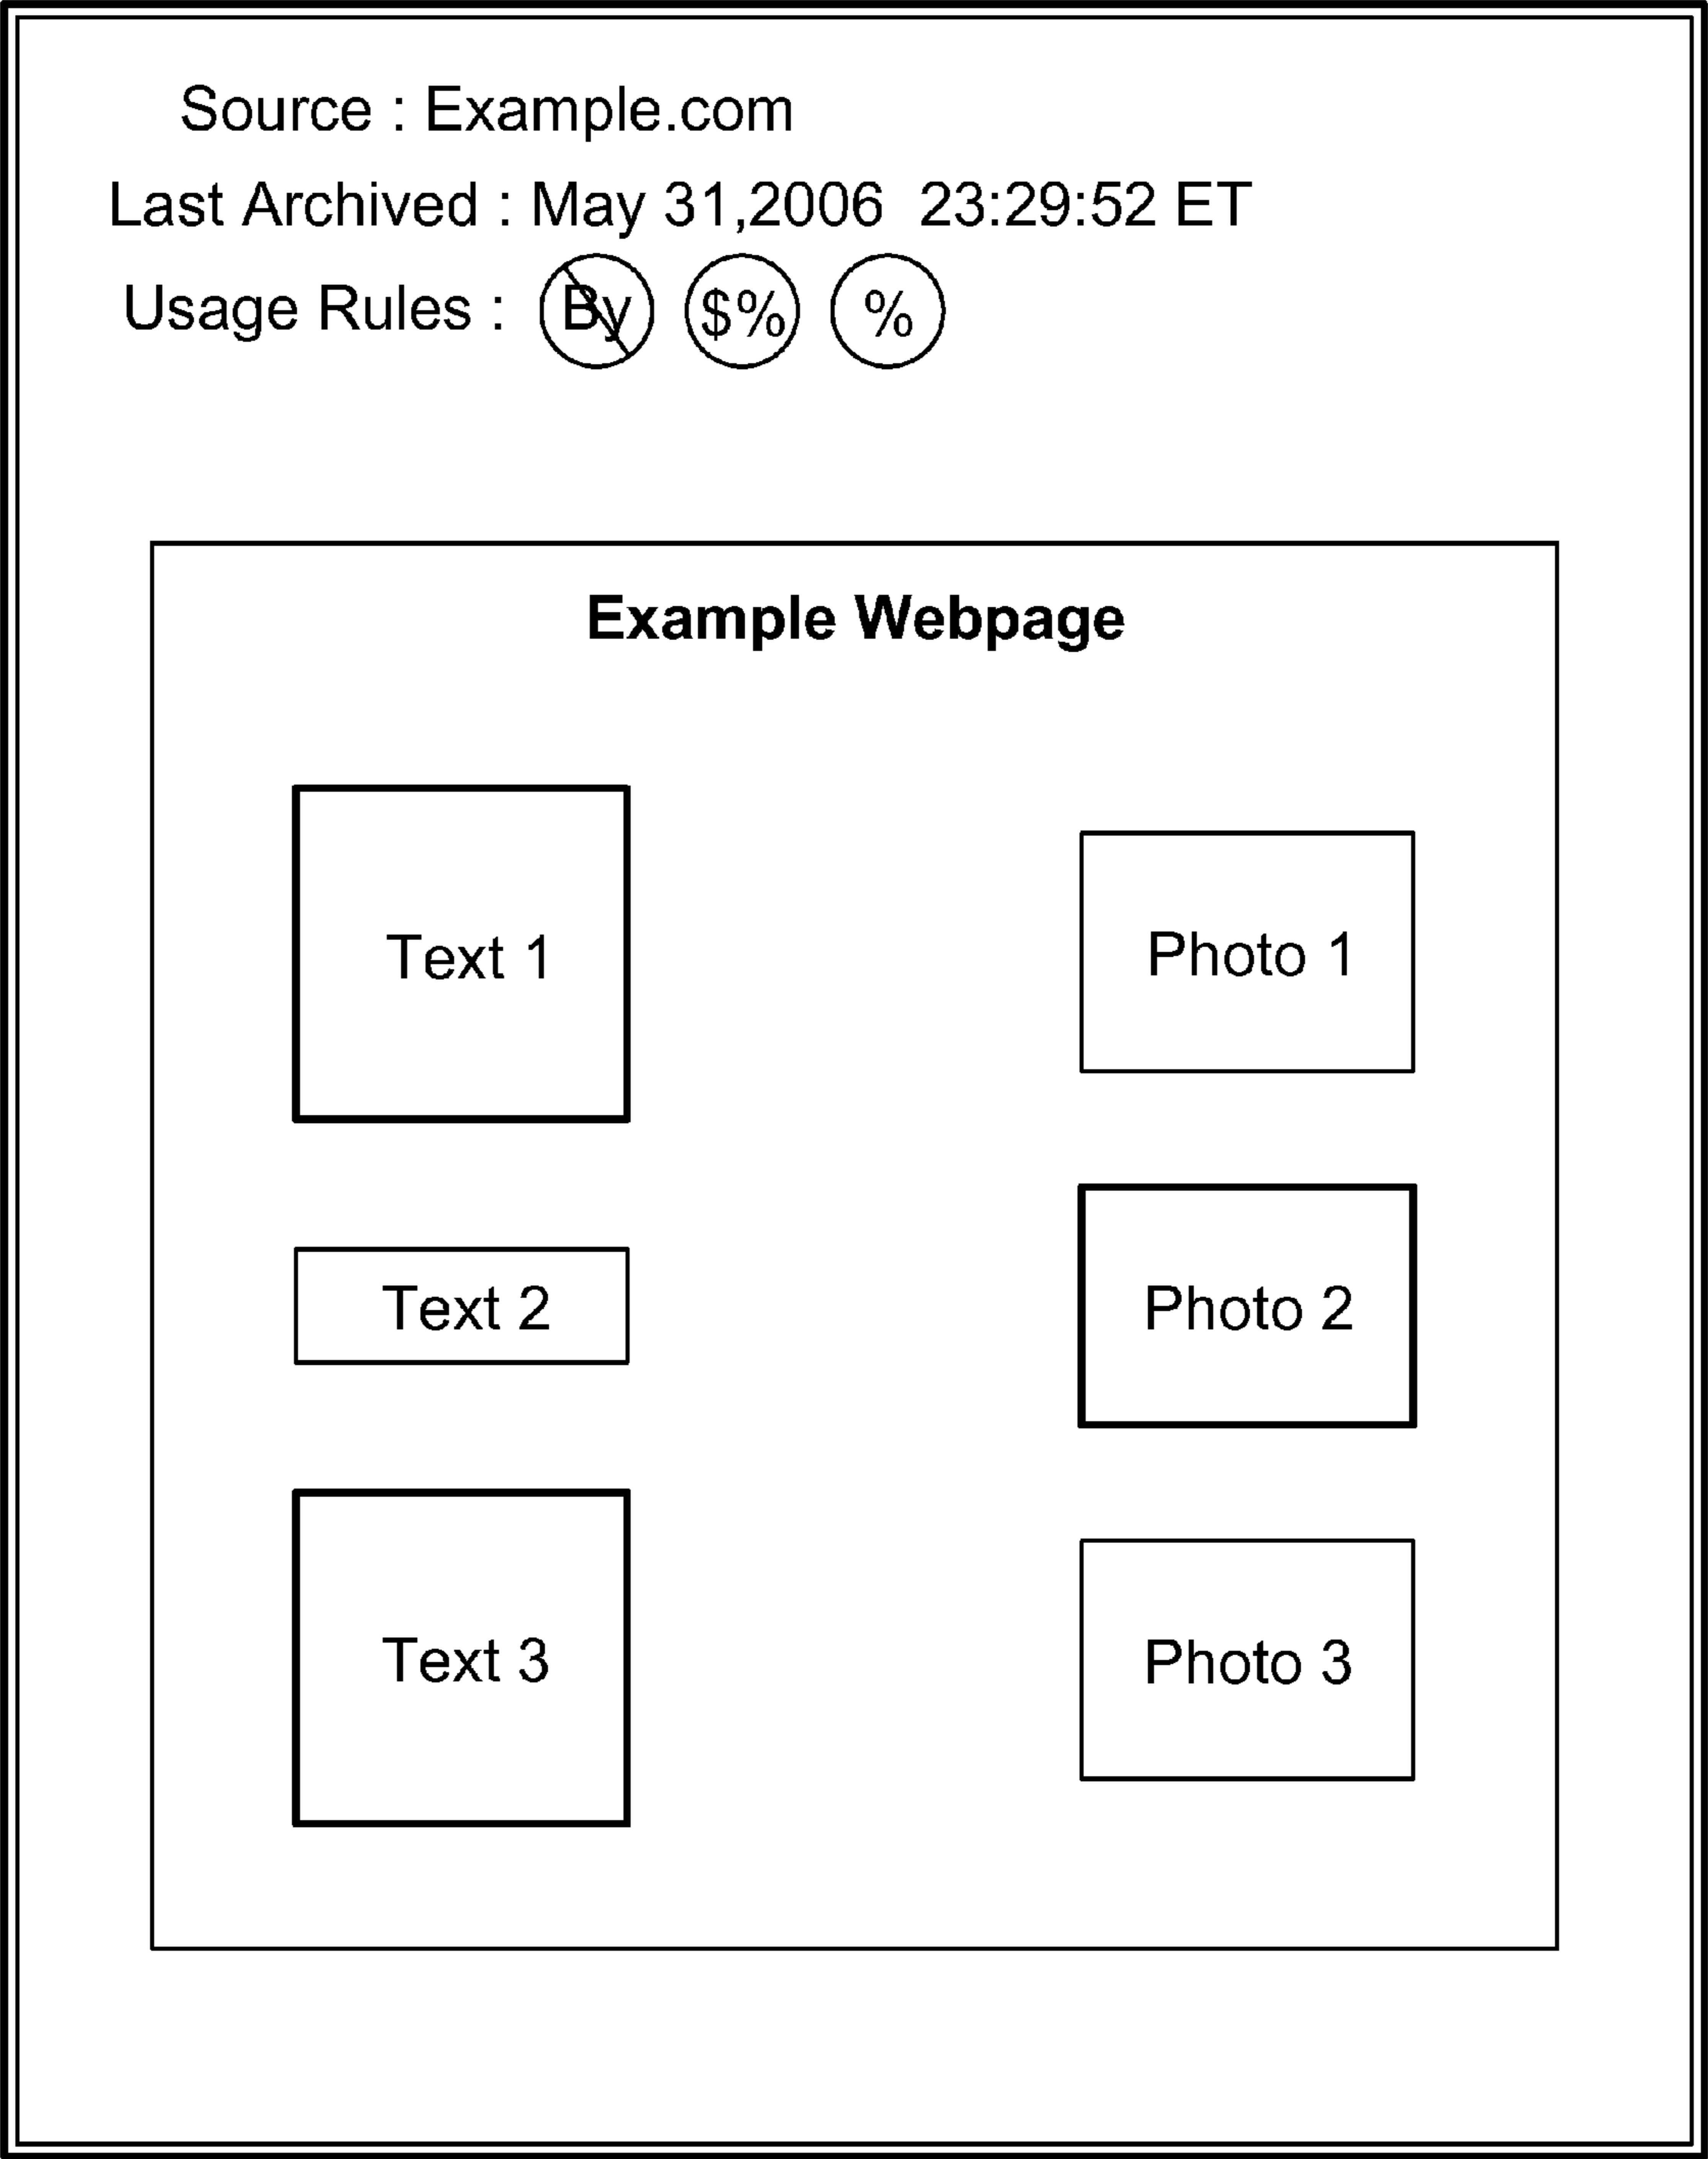 Source : Example.com
Last Archived : May 31,2006 23:29:52 ET
Usage Rules : By $% %
Example Webpage
Text 1
Photo 1
Text 2
Photo 2
Text 3
Photo 3